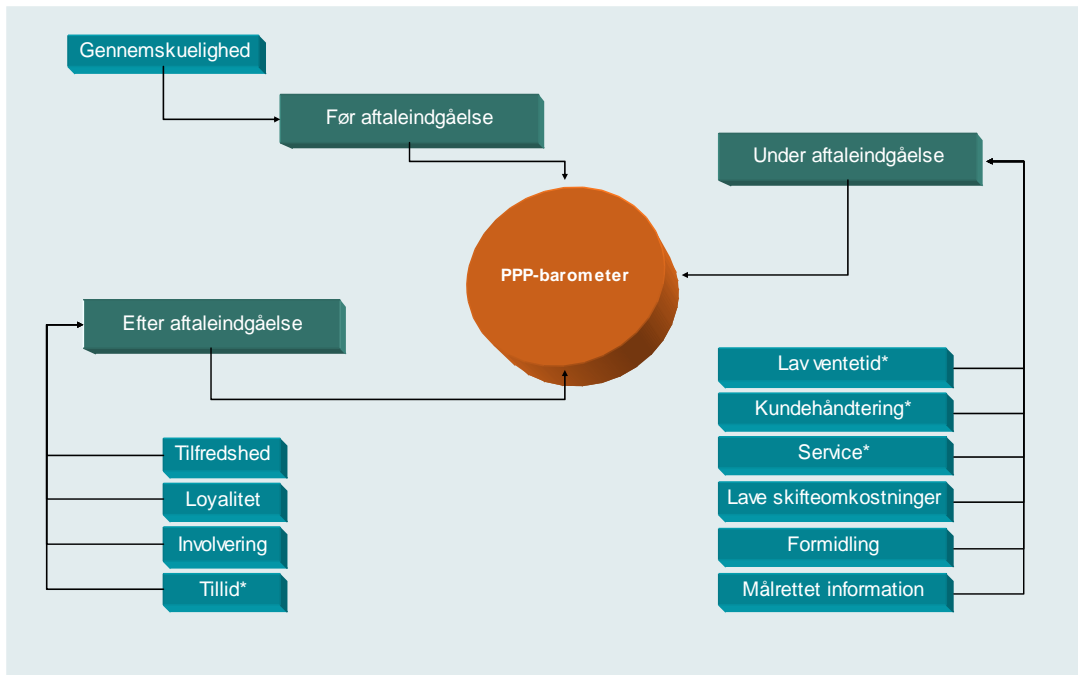 Gennemskuelighed
Før aftaleindgåelse
Under aftaleindgåelse
PPP-barometer
Efter aftaleindgåelse
Lav ventetid*
Kundehåndtering*
Service*
Lave skifteomkostninger
Formidling
Målrettet information
Tilfredshed
Loyalitet
Involvering
Tillid*